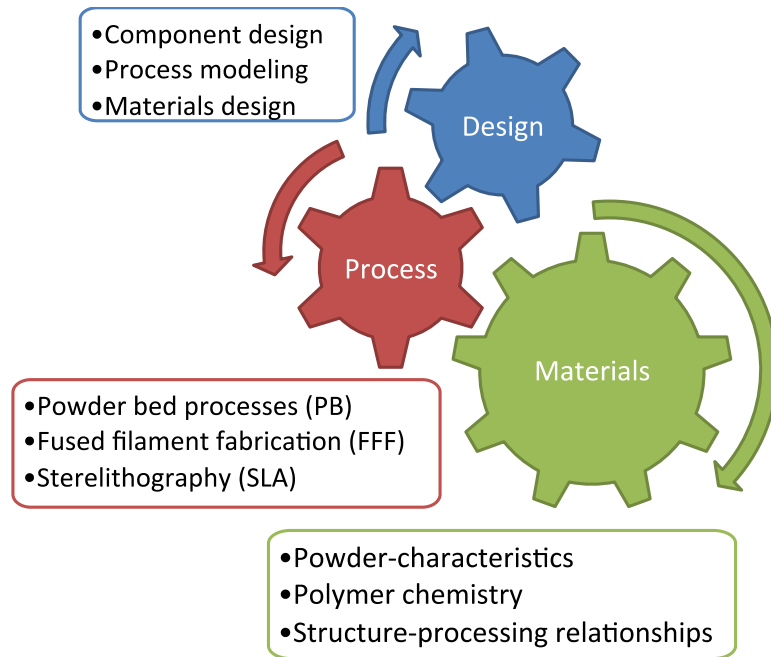 •Component design
•Process modeling
•Materials design
Design
Process
Materials
•Powder bed processes (PB)
•Fused filament fabrication (FFF)
•Sterelithography (SLA)
•Powder-characteristics
•Polymer chemistry
•Structure-processing relationships